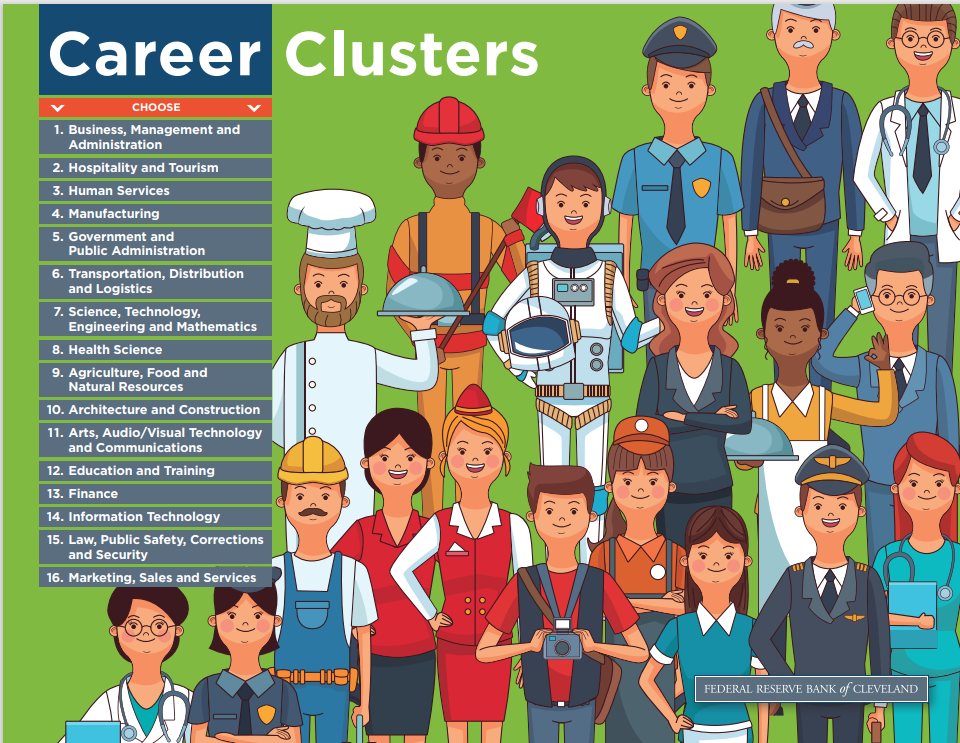 Career Clusters
CHOOSE
1. Business, Management and
Administration
2. Hospitality and Tourism
3. Human Services
4. Manufacturing
5. Government and
Public Administration
6. Transportation, Distribution
and Logistics
7. Science, Technology,
Engineering and Mathematics
8. Health Science
9. Agriculture, Food and
Natural Resources
10. Architecture and Construction
11. Arts, Audio/Visual Technology
and Communications
12. Education and Training
13. Finance
14. Information Technology
15. Law, Public Safety, Corrections
and Security
16. Marketing, Sales and Services
FEDERAL RESERVE BANK of CLEVELAND